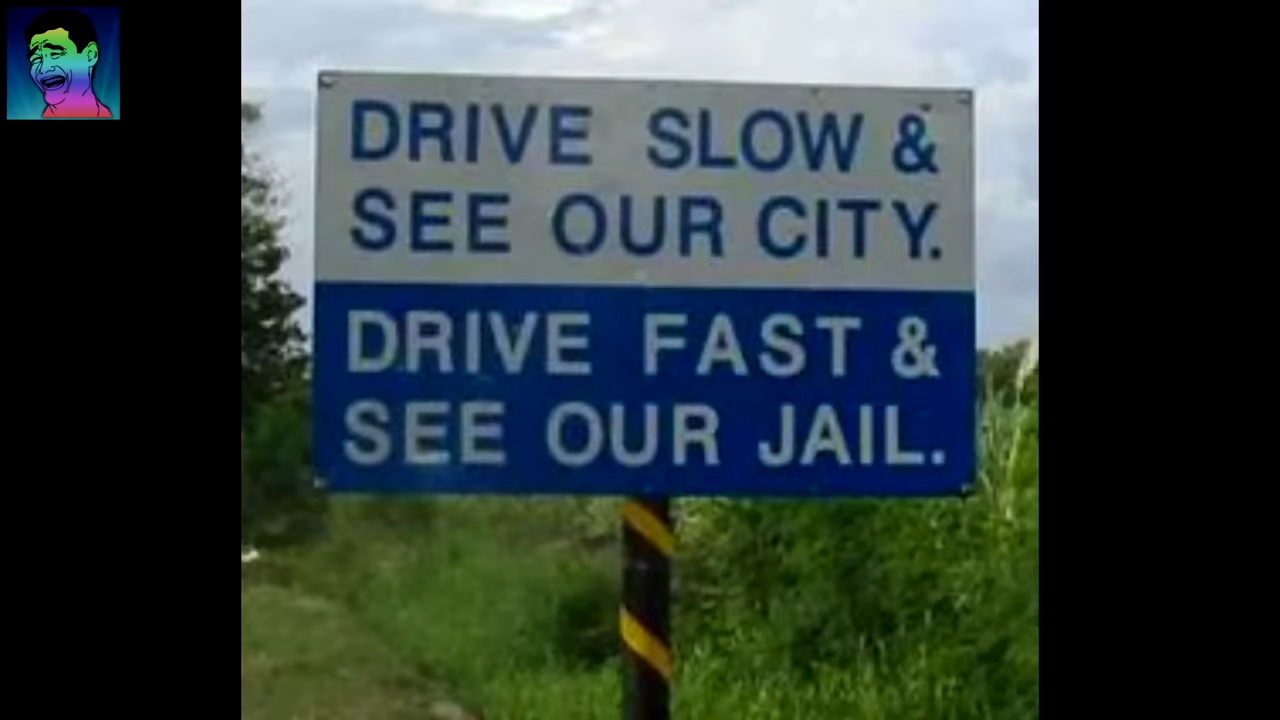 DRIVE SLOW &
SEE OUR CITY.
DRIVE FAST &
SEE OUR JAIL.